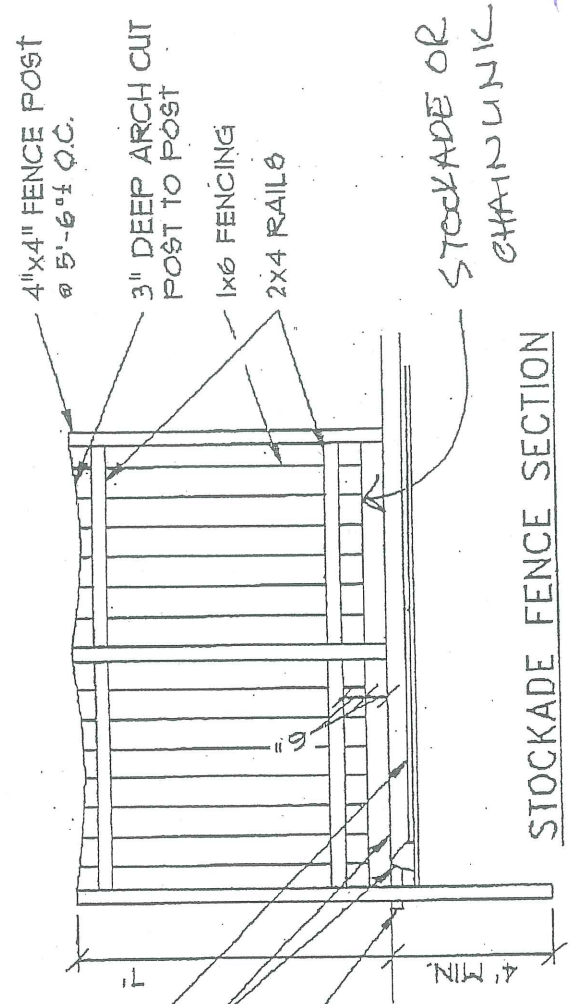 4"x4" FENCE POST
@ 5'-6"± O.C.
3" DEEP ARCH CUT
POST TO POST
1x6 FENCING
2x4 RAILS
STOCKADE OR
CHAINLINK
6"
7'
4' MIN.
STOCKADE FENCE SECTION